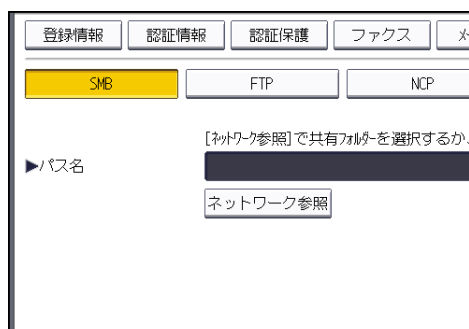 登録情報 認証情報 認証保護 ファクス
SMB FTP NCP
[ﾈｯﾄﾜｰｸ参照]で共有ﾌｫﾙﾀﾞｰを選択するか、
▶パス名
ネットワーク参照